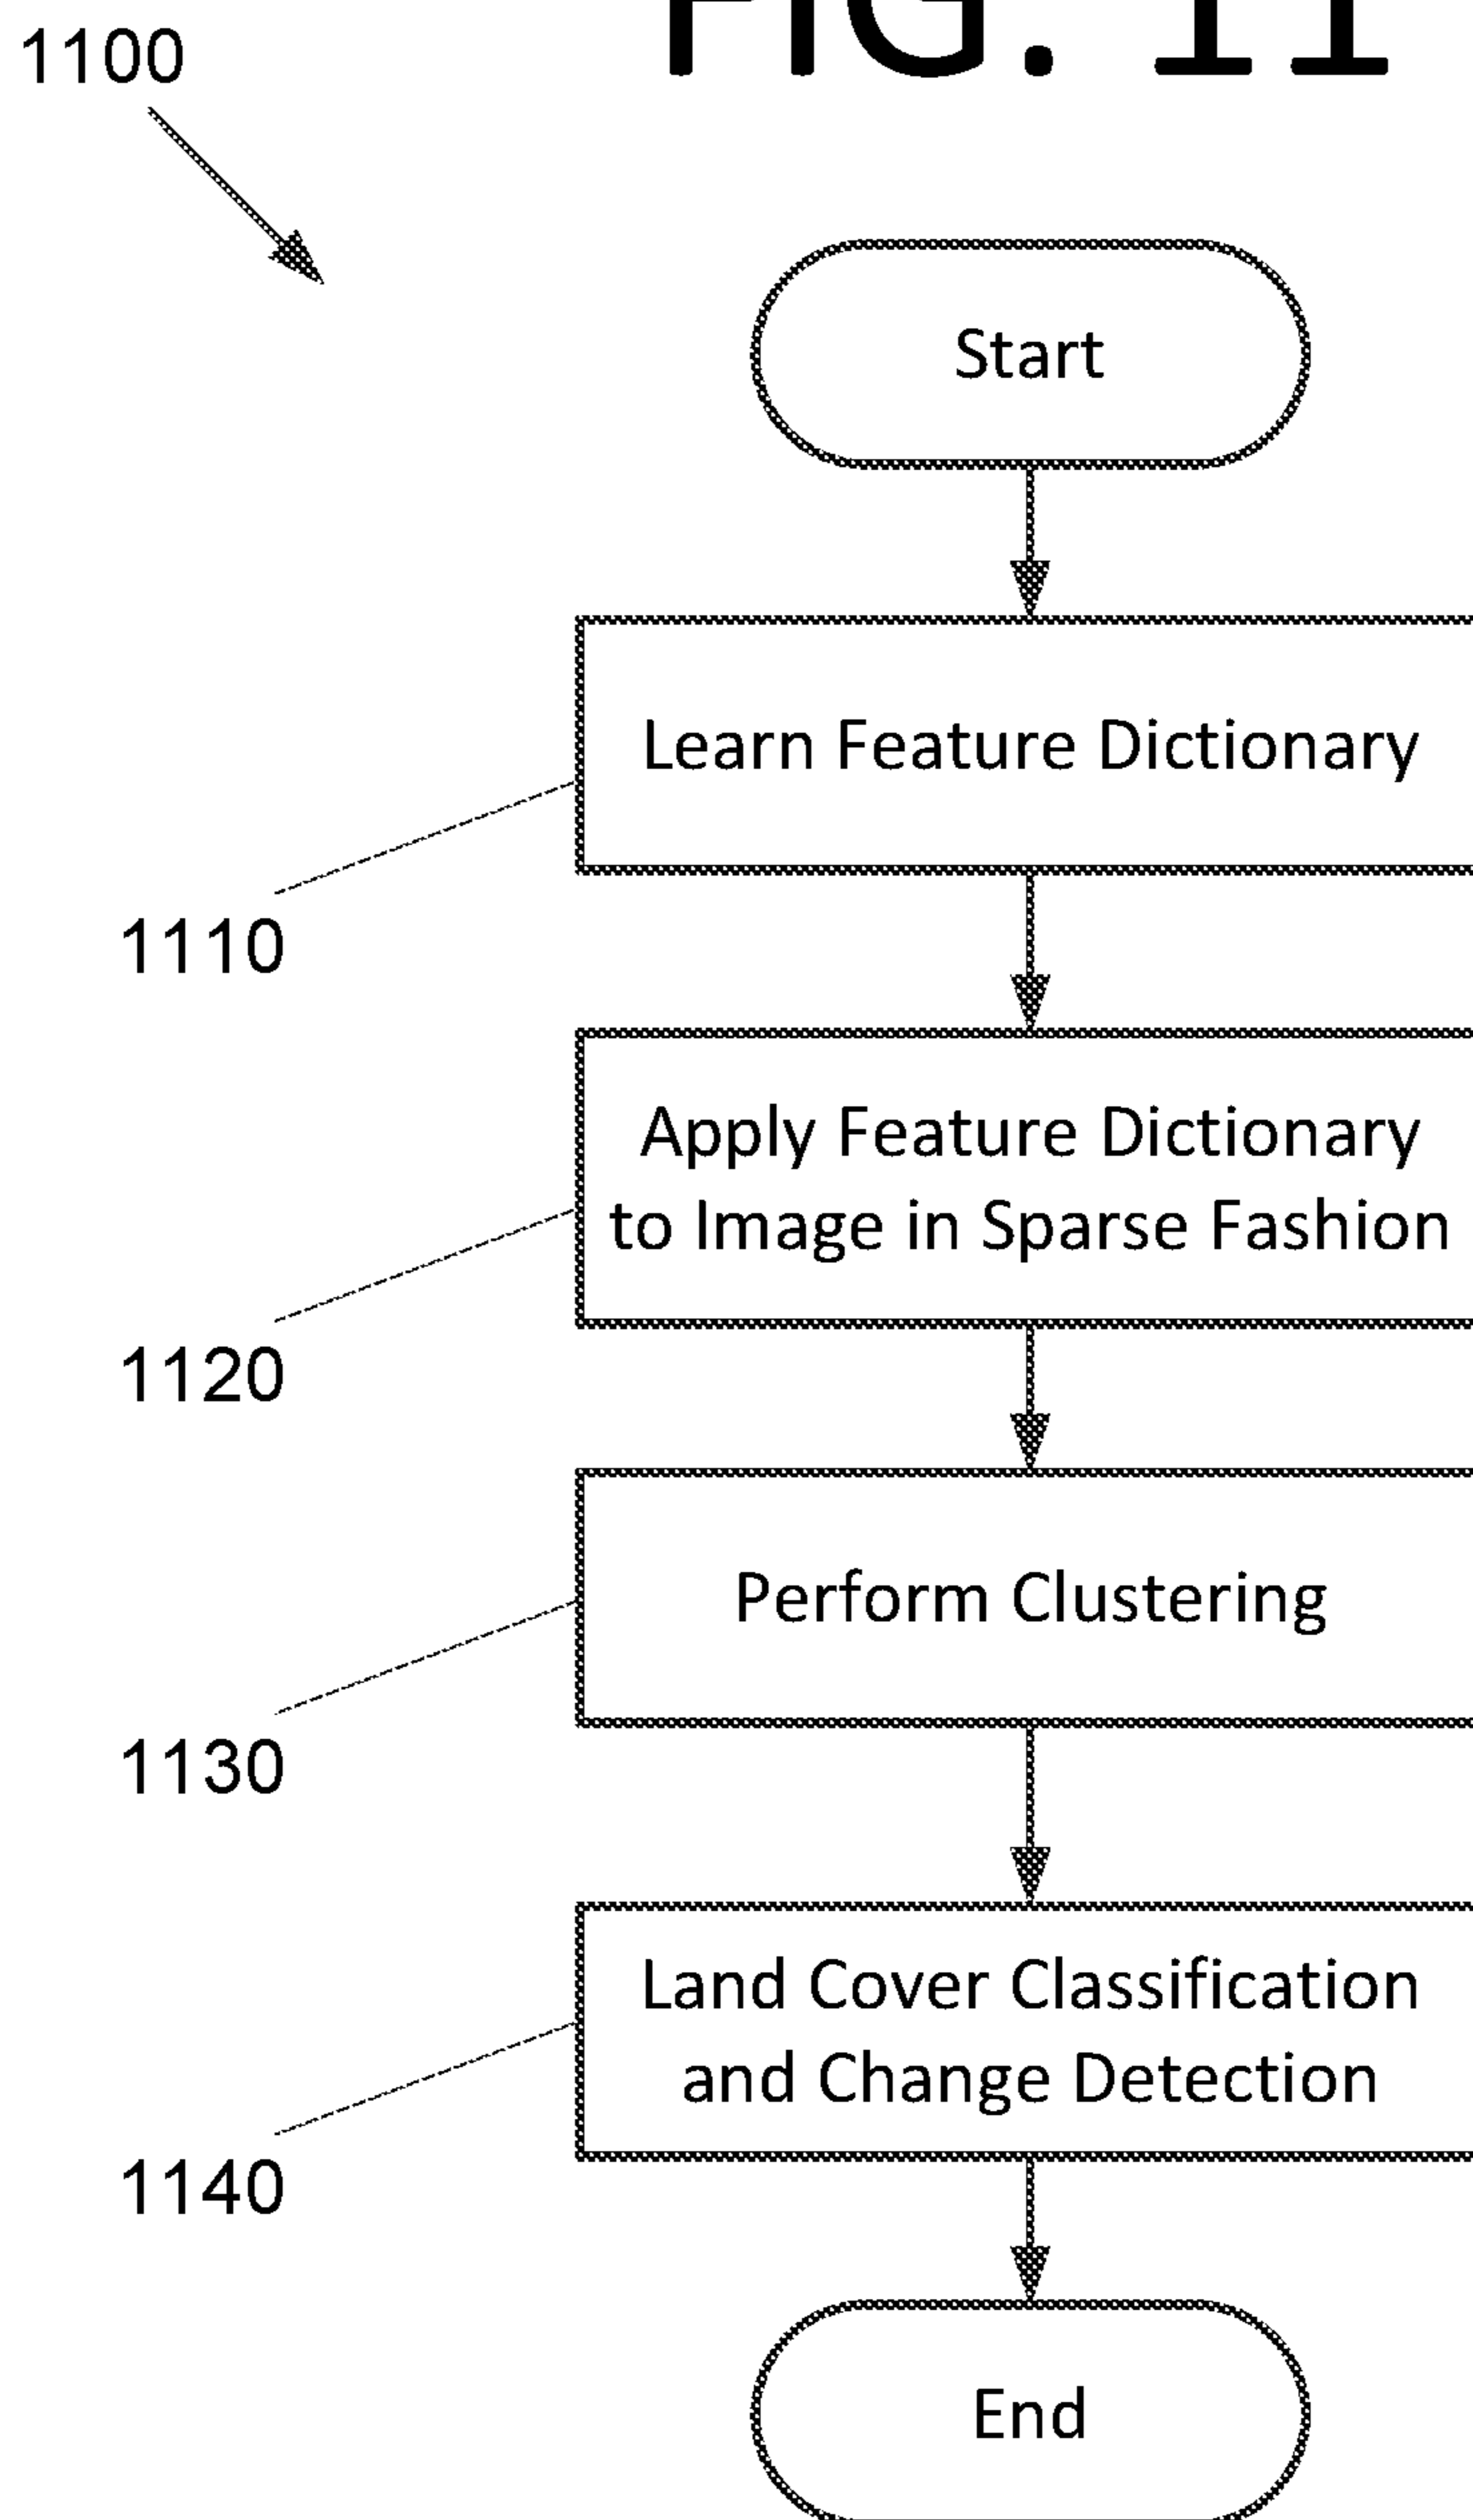 FIG. 11
1100
Start
Learn Feature Dictionary
1110
Apply Feature Dictionary
to Image in Sparse Fashion
1120
Perform Clustering
1130
Land Cover Classification
and Change Detection
1140
End